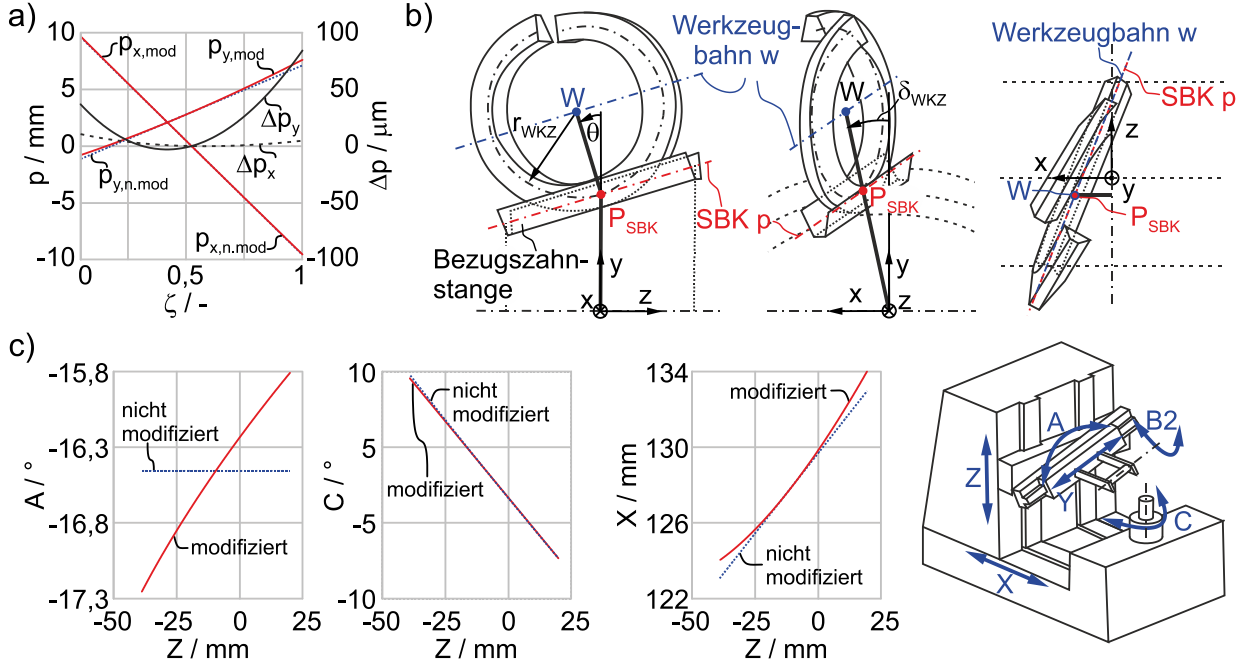 a)
p / mm
10
5
0
-5
-10
p_x,mod
p_y,mod
Δp_y
Δp_x
p_y,n.mod
p_x,n.mod
100
50
0
-50
-100
Δp / µm
0
0,5
1
ζ / -
b)
Werkzeug-
bahn w
W
r_WKZ
θ
P_SBK
SBK p
Bezugszahn-
stange
y
x
z
W
δ_WKZ
P_SBK
y
x
z
Werkzeugbahn w
SBK p
z
x
y
W
P_SBK
c)
A / °
-15,8
-16,3
-16,8
-17,3
nicht
modifiziert
modifiziert
-50
-25
0
25
Z / mm
C / °
10
5
-5
-10
nicht
modifiziert
modifiziert
-50
-25
0
25
Z / mm
X / mm
134
130
126
122
modifiziert
nicht
modifiziert
-50
-25
0
25
Z / mm
A
B2
Z
Y
C
X